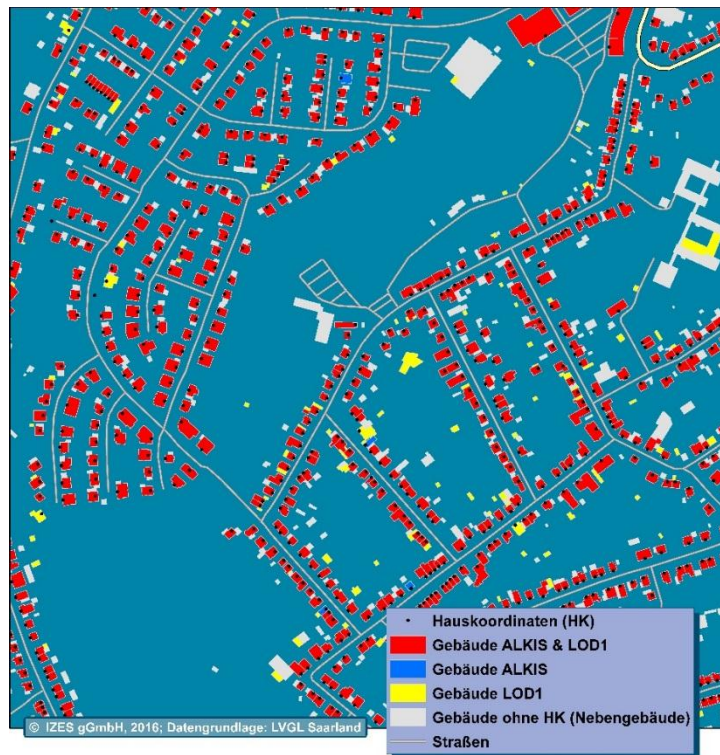 Hauskoordinaten (HK)
Gebäude ALKIS & LOD1
Gebäude ALKIS
Gebäude LOD1
Gebäude ohne HK (Nebengebäude)
Straßen
© IZES gGmbH, 2016; Datengrundlage: LVGL Saarland